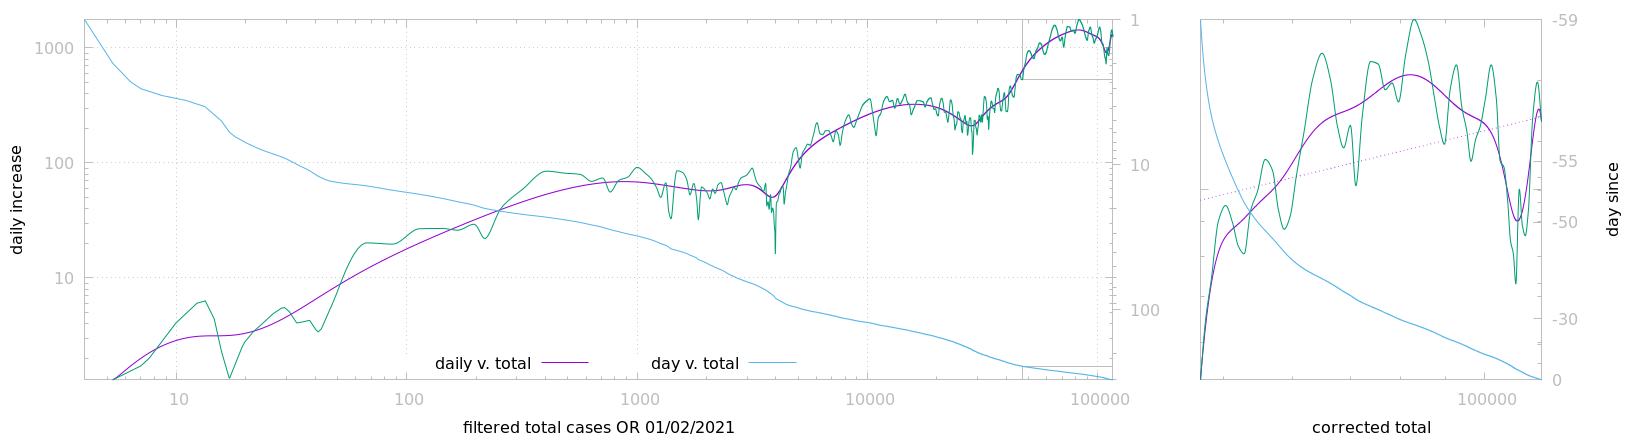 1000
100
10
daily increase
1
10
100
daily v. total
day v. total
10
100
1000
10000
100000
filtered total cases OR 01/02/2021
-59
-55
-50
-30
0
day since
100000
corrected total